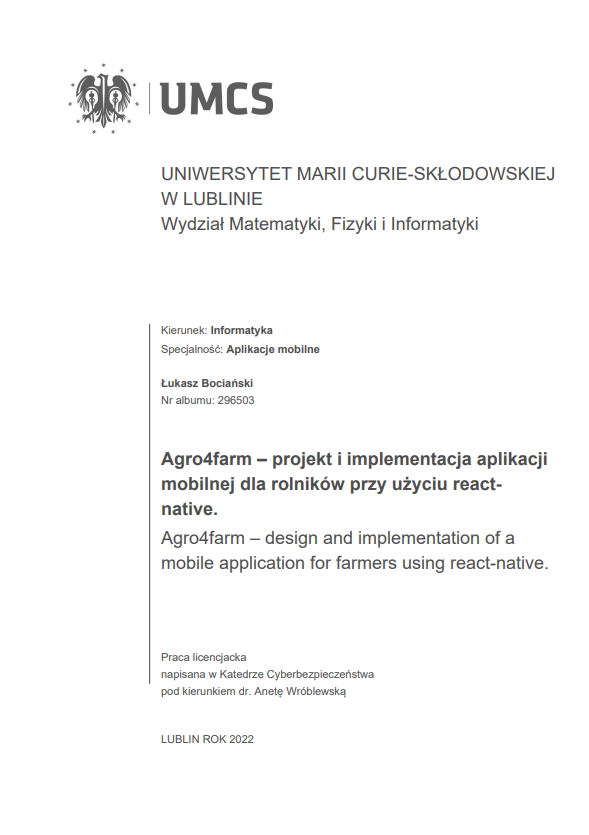 UMCS
UNIWERSYTET MARII CURIE-SKŁODOWSKIEJ
W LUBLINIE
Wydział Matematyki, Fizyki i Informatyki
Kierunek: Informatyka
Specjalność: Aplikacje mobilne
Łukasz Bociański
Nr albumu: 296503
Agro4farm – projekt i implementacja aplikacji
mobilnej dla rolników przy użyciu react-
native.
Agro4farm – design and implementation of a
mobile application for farmers using react-native.
Praca licencjacka
napisana w Katedrze Cyberbezpieczeństwa
pod kierunkiem dr. Anetę Wróblewską
LUBLIN ROK 2022